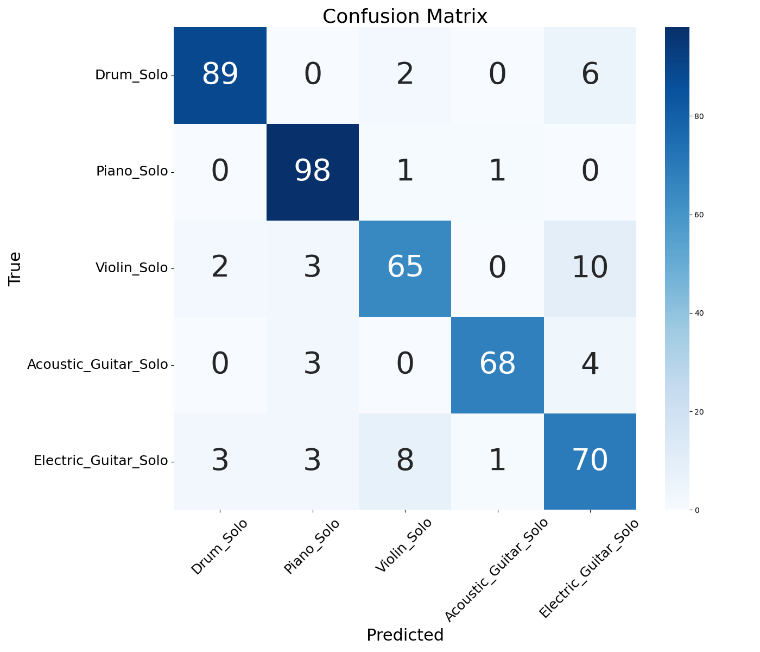 Confusion Matrix
Drum_Solo 89 0 2 0 6
Piano_Solo 0 98 1 1 0
Violin_Solo 2 3 65 0 10
Acoustic_Guitar_Solo 0 3 0 68 4
Electric_Guitar_Solo 3 3 8 1 70
True
Drum_Solo Piano_Solo Violin_Solo Acoustic_Guitar_Solo Electric_Guitar_Solo
Predicted
80
60
40
20
0